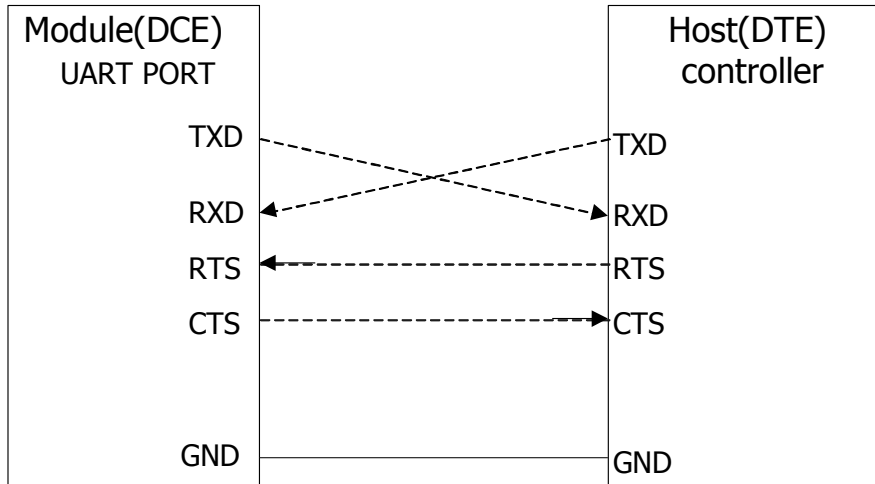 Module(DCE)
UART PORT
TXD
RXD
RTS
CTS
GND
Host(DTE)
controller
TXD
RXD
RTS
CTS
GND